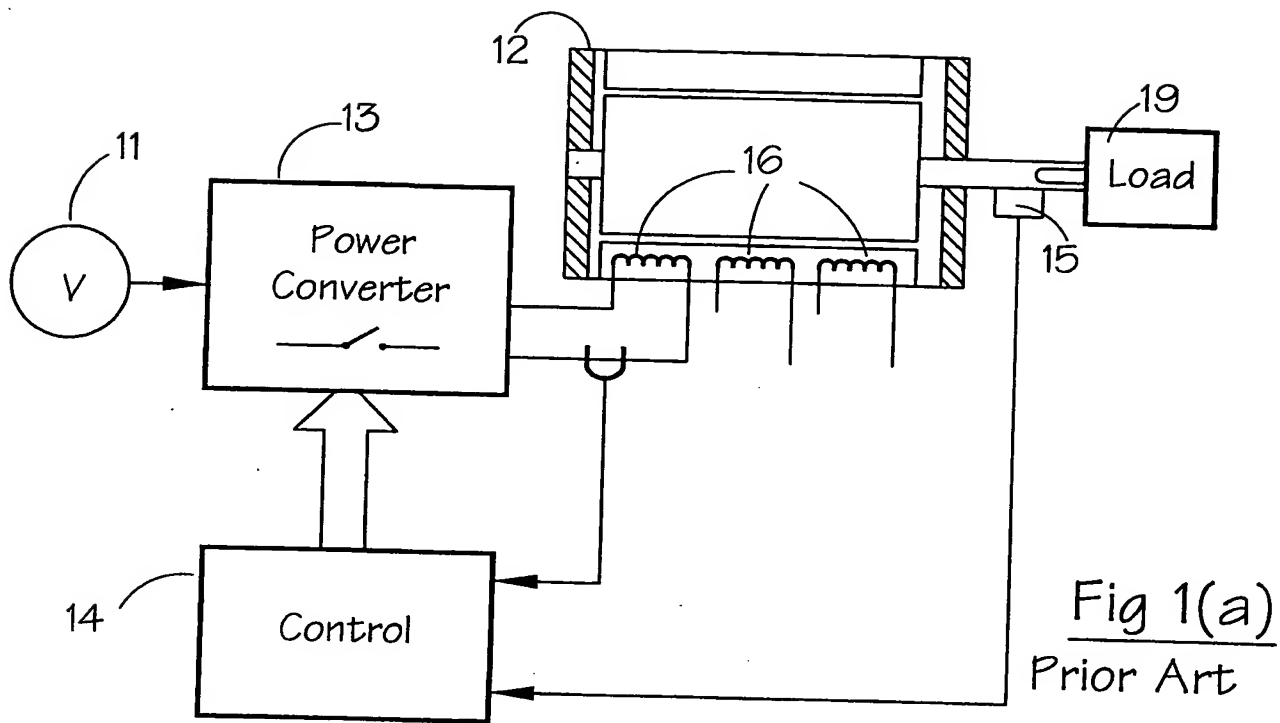 12
13
19
11
16
Load
Power
Converter
V
15
14
Control
Fig 1(a)
Prior Art